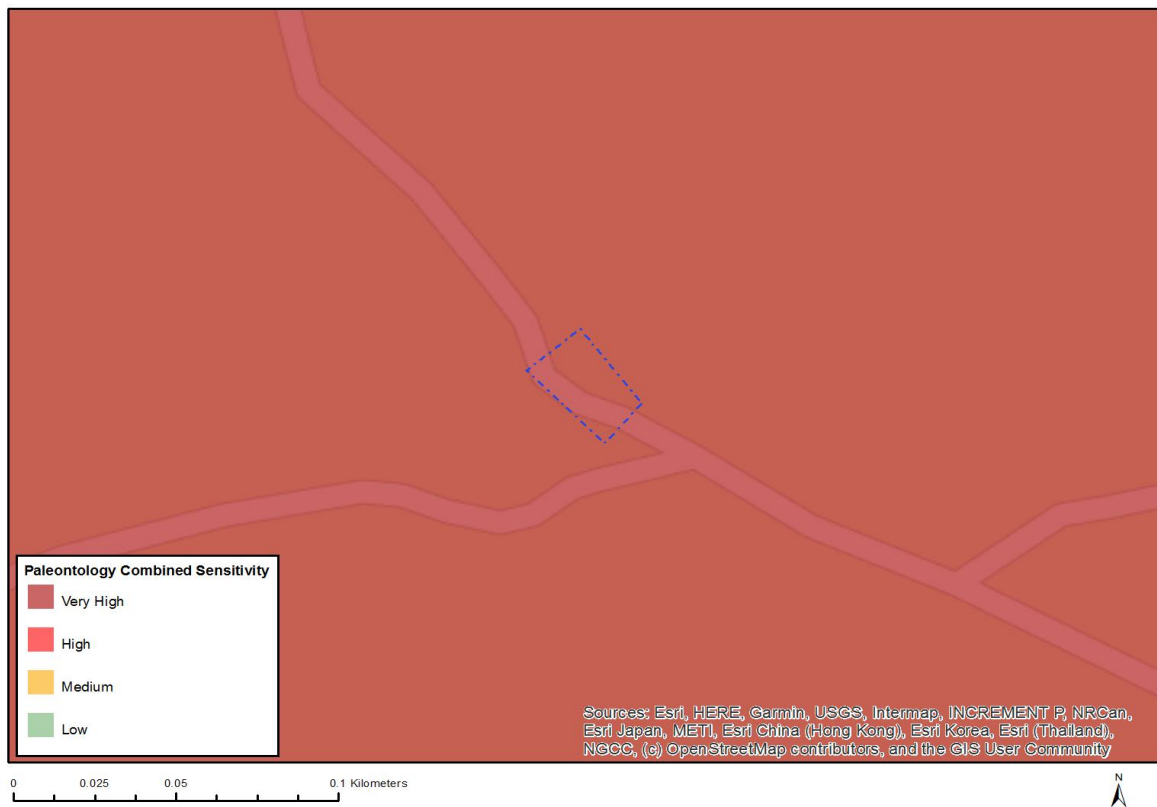 Paleontology Combined Sensitivity
Very High
High
Medium
Low
Sources: Esri, HERE, Garmin, USGS, Intermap, INCREMENT P, NRCan,
Esri Japan, METI, Esri China (Hong Kong), Esri Korea, Esri (Thailand),
NGCC, (c) OpenStreetMap contributors, and the GIS User Community
0 0.025 0.05 0.1 Kilometers
N